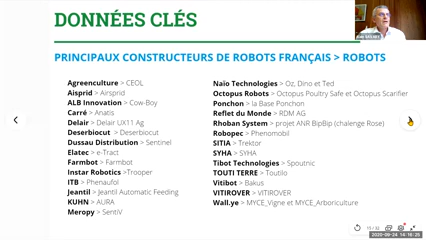 DONNÉES CLÉS
PRINCIPAUX CONSTRUCTEURS DE ROBOTS FRANÇAIS > ROBOTS
Agreenculture > CEOL
Aisprid > Airsprid
ALB Innovation > Cow-Boy
Carré > Anatis
Delair > Delair UX11 Ag
Deserbiocut > Deserbiocut
Dussau Distribution > Sentinel
Elatec > e-Tract
Farmbot > Farmbot
Instar Robotics >Trooper
ITB > Phenaufol
Jeantil > Jeantil Automatic Feeding
KUHN > AURA
Meropy > SentiV
Naïo Technologies > Oz, Dino et Ted
Octopus Robots > Octopus Poultry Safe et Octopus Scarifier
Ponchon > la Base Ponchon
Reflet du Monde > RDM AG
Rhoban System > projet ANR BipBip (chalenge Rose)
Robopec > Phenomobil
SITIA > Trektor
SYHA > SYHA
Tibot Technologies > Spoutnic
TOUTI TERRE > Toutilo
Vitibot > Bakus
VITIROVER > VITIROVER
Wall.ye > MYCE_Vigne et MYCE_Arboriculture